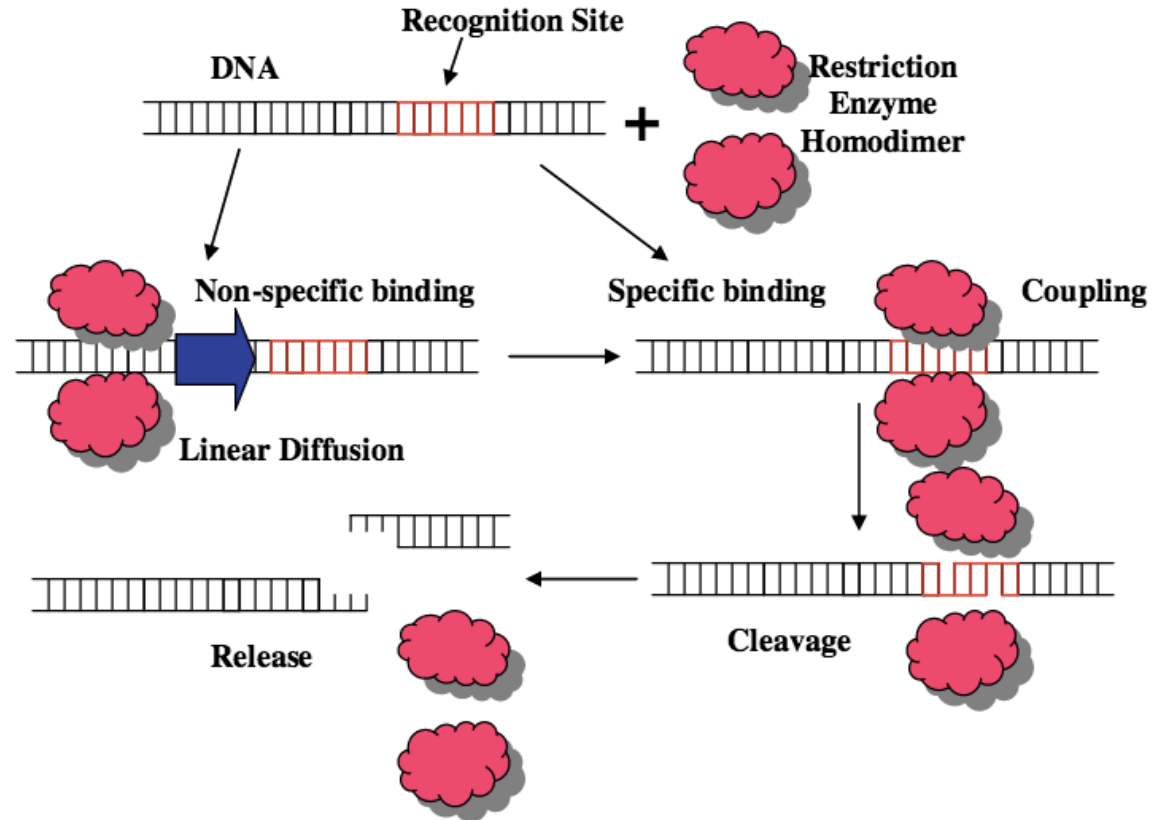 Recognition Site
DNA
+
Restriction
Enzyme
Homodimer
Non-specific binding
Specific binding
Coupling
Linear Diffusion
Cleavage
Release